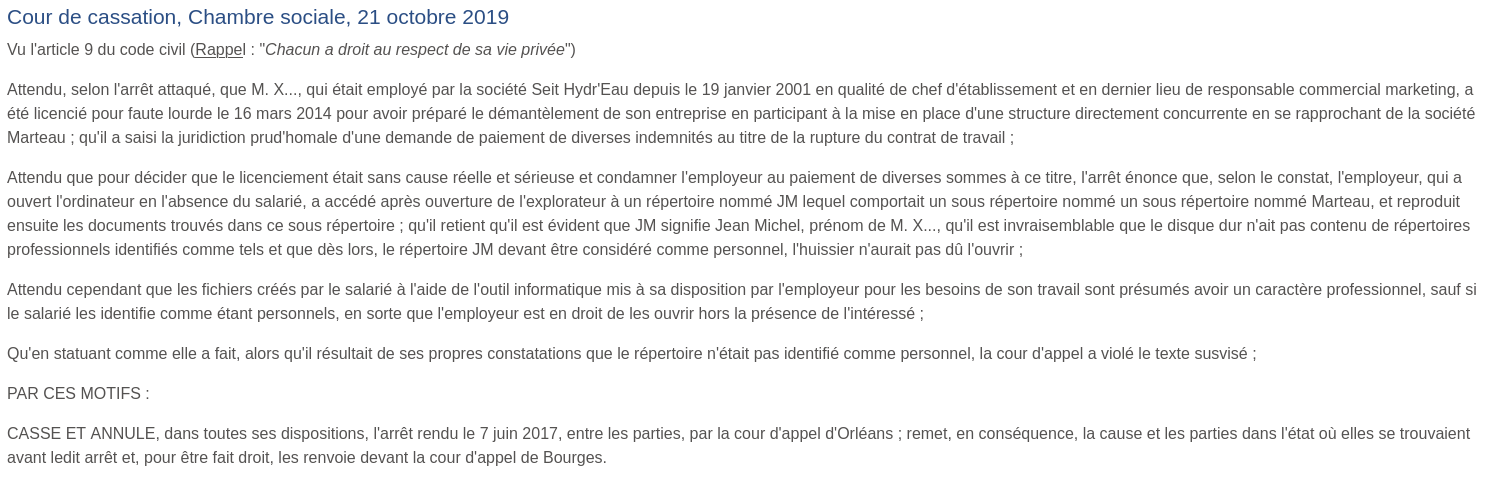 Cour de cassation, Chambre sociale, 21 octobre 2019
Vu l'article 9 du code civil (Rappel : "Chacun a droit au respect de sa vie privée")
Attendu, selon l'arrêt attaqué, que M. X..., qui était employé par la société Seit Hydr'Eau depuis le 19 janvier 2001 en qualité de chef d'établissement et en dernier lieu de responsable commercial marketing, a
été licencié pour faute lourde le 16 mars 2014 pour avoir préparé le démantèlement de son entreprise en participant à la mise en place d'une structure directement concurrente en se rapprochant de la société
Marteau ; qu'il a saisi la juridiction prud'homale d'une demande de paiement de diverses indemnités au titre de la rupture du contrat de travail ;
Attendu que pour décider que le licenciement était sans cause réelle et sérieuse et condamner l'employeur au paiement de diverses sommes à ce titre, l'arrêt énonce que, selon le constat, l'employeur, qui a
ouvert l'ordinateur en l'absence du salarié, a accédé après ouverture de l'explorateur à un répertoire nommé JM lequel comportait un sous répertoire nommé un sous répertoire nommé Marteau, et reproduit
ensuite les documents trouvés dans ce sous répertoire ; qu'il retient qu'il est évident que JM signifie Jean Michel, prénom de M. X..., qu'il est invraisemblable que le disque dur n'ait pas contenu de répertoires
professionnels identifiés comme tels et que dès lors, le répertoire JM devant être considéré comme personnel, l'huissier n'aurait pas dû l'ouvrir ;
Attendu cependant que les fichiers créés par le salarié à l'aide de l'outil informatique mis à sa disposition par l'employeur pour les besoins de son travail sont présumés avoir un caractère professionnel, sauf si
le salarié les identifie comme étant personnels, en sorte que l'employeur est en droit de les ouvrir hors la présence de l'intéressé ;
Qu'en statuant comme elle a fait, alors qu'il résultait de ses propres constatations que le répertoire n'était pas identifié comme personnel, la cour d'appel a violé le texte susvisé ;
PAR CES MOTIFS :
CASSE ET ANNULE, dans toutes ses dispositions, l'arrêt rendu le 7 juin 2017, entre les parties, par la cour d'appel d'Orléans ; remet, en conséquence, la cause et les parties dans l'état où elles se trouvaient
avant ledit arrêt et, pour être fait droit, les renvoie devant la cour d'appel de Bourges.